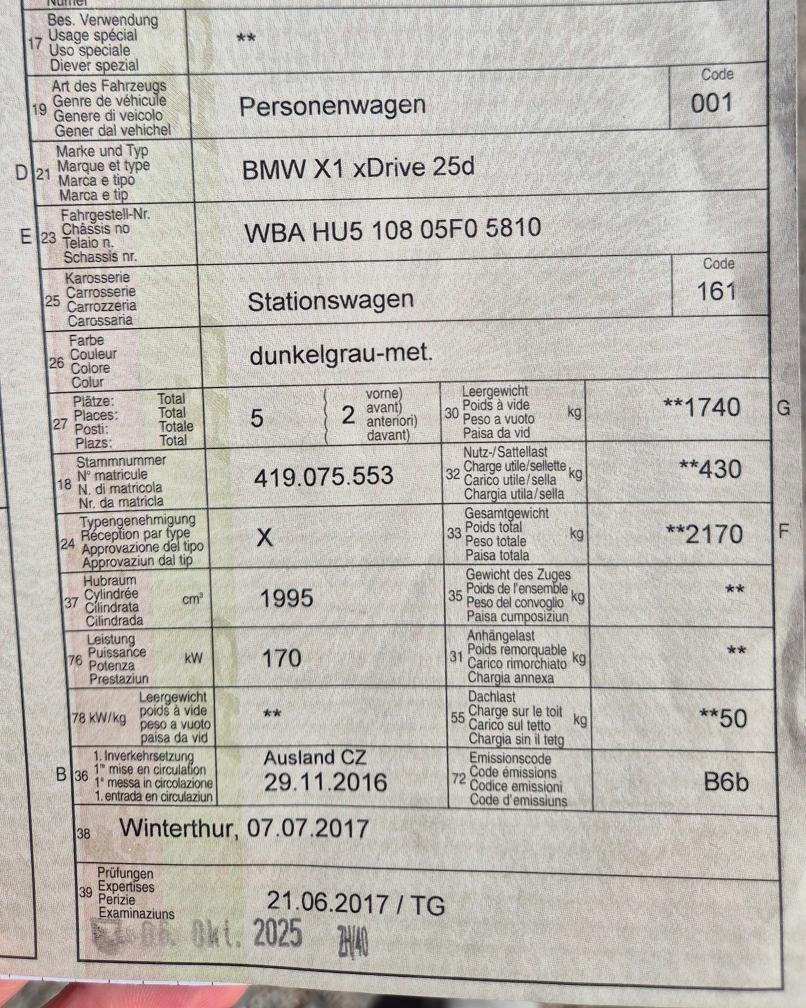 17 Bes. Verwendung
Usage spécial
Uso speciale
Diever spezial
**
19 Art des Fahrzeugs
Genre de véhicule
Genere di veicolo
Gener dal vehichel
Personenwagen
Code
001
D 21 Marke und Typ
Marque et type
Marca e tipo
Marca e tip
BMW X1 xDrive 25d
E 23 Fahrgestell-Nr.
Châssis no
Telaio n.
Schassis nr.
WBA HU5 108 05F0 5810
25 Karosserie
Carrosserie
Carrozzeria
Carossaria
Stationswagen
Code
161
26 Farbe
Couleur
Colore
Colur
dunkelgrau-met.
27 Plätze: Total
Places: Total
Posti: Totale
Plazs: Total
5 ( 2 vorne)
avant)
anteriori)
davant)
30 Leergewicht
Poids à vide
Peso a vuoto
Paisa da vid
kg
**1740 G
18 Stammnummer
N° matricule
N. di matricola
Nr. da matricla
419.075.553
32 Nutz-/Sattellast
Charge utile/sellette
Carico utile/sella
Chargia utila/sella
kg
**430
24 Typengenehmigung
Réception par type
Approvazione del tipo
Approvaziun dal tip
X
33 Gesamtgewicht
Poids total
Peso totale
Paisa totala
kg
**2170 F
37 Hubraum
Cylindrée
Cilindrata
Cilindrada
cm³
1995
35 Gewicht des Zuges
Poids de l'ensemble
Peso del convoglio
Paisa cumposiziun
kg
**
76 Leistung
Puissance
Potenza
Prestaziun
kW
170
31 Anhängelast
Poids remorquable
Carico rimorchiato
Chargia annexa
kg
**
78 kW/kg Leergewicht
poids à vide
peso a vuoto
paisa da vid
**
55 Dachlast
Charge sur le toit
Carico sul tetto
Chargia sin il tetg
kg
**50
B 36 1. Inverkehrsetzung
1re mise en circulation
1a messa in circolazione
1. entrada en circulaziun
Ausland CZ
29.11.2016
72 Emissionscode
Code émissions
Codice emissioni
Code d'emissiuns
B6b
38 Winterthur, 07.07.2017
39 Prüfungen
Expertises
Perizie
Examinaziuns
21.06.2017 / TG
Okt. 2025 ZH/40